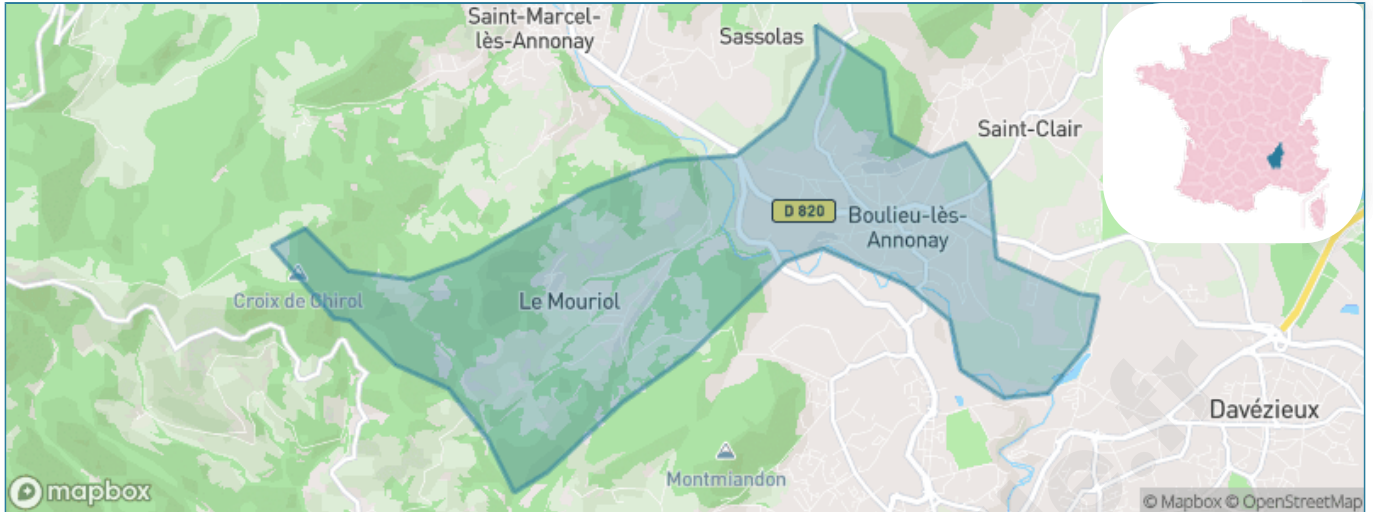 Saint-Marcel-
lès-Annonay
Sassolas
Saint-Clair
D 820
Boulieu-lès-
Annonay
Croix de Chirol
Le Mouriol
Davézieux
Montmiandon
mapbox
© Mapbox © OpenStreetMap